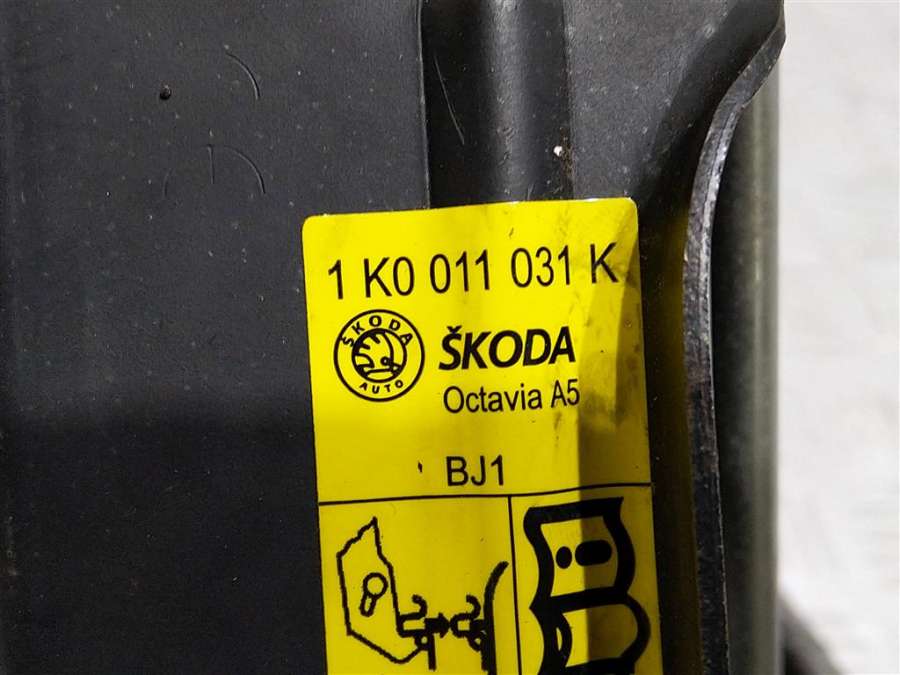 1 K0 011 031 K
ŠKODA
AUTO
ŠKODA
Octavia A5
BJ1